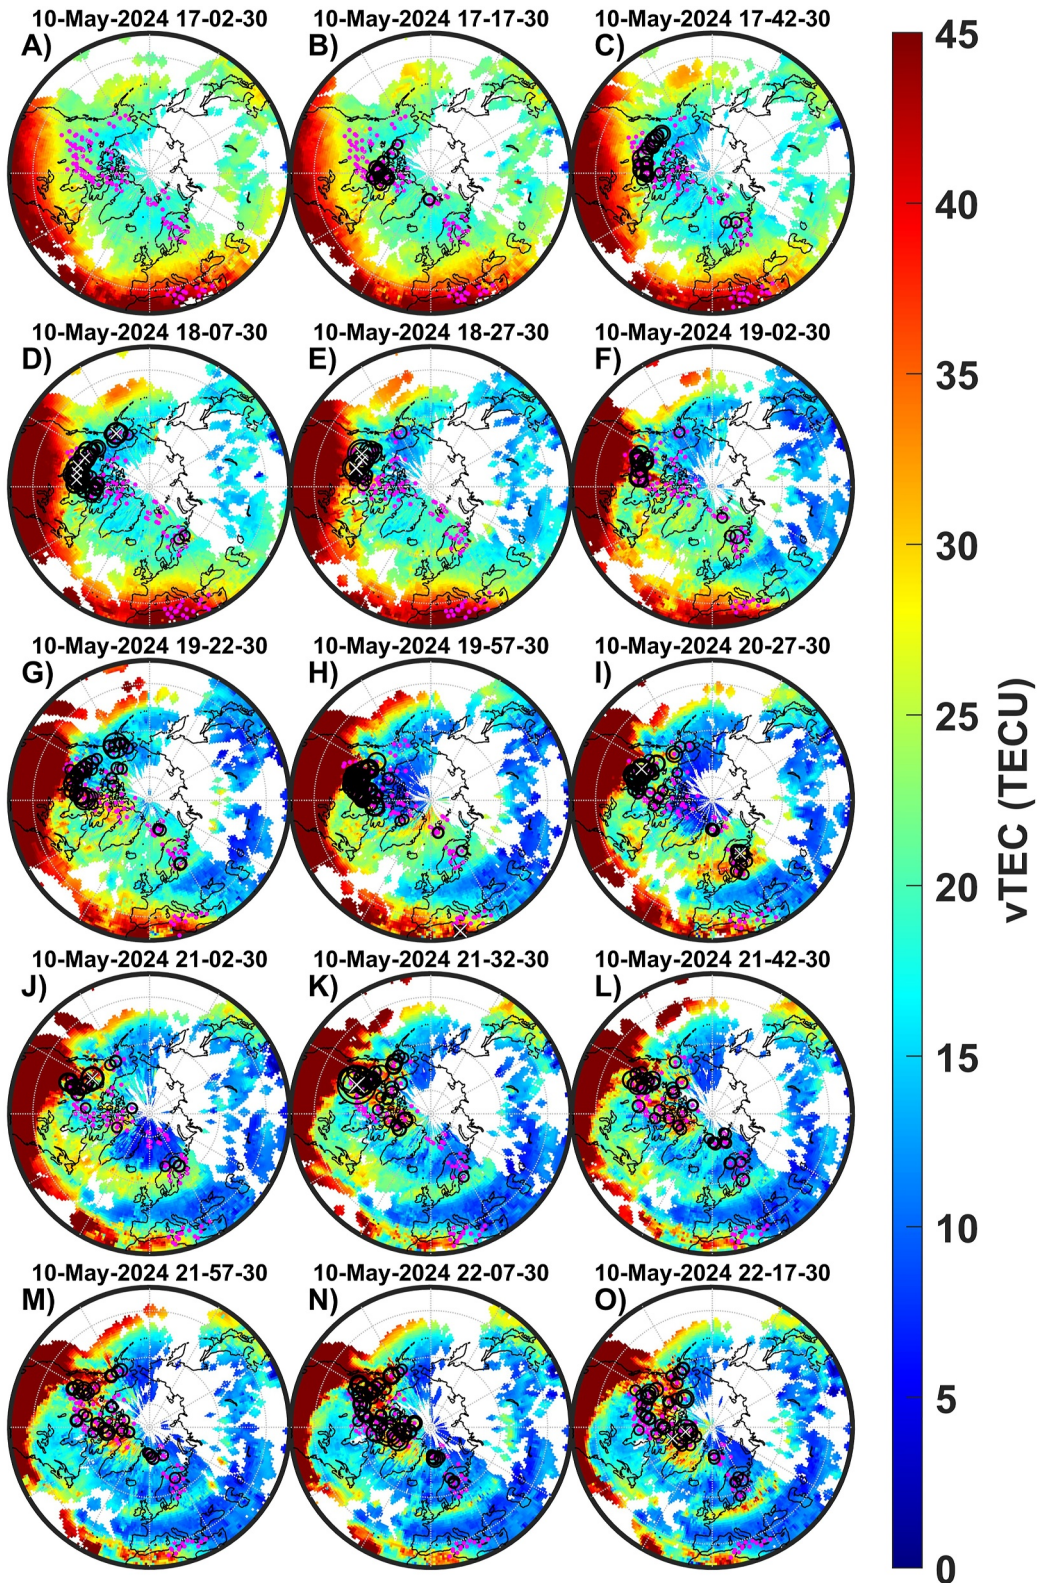 10-May-2024 17-02-30
10-May-2024 17-17-30
10-May-2024 17-42-30
A)
B)
C)
10-May-2024 18-07-30
10-May-2024 18-27-30
10-May-2024 19-02-30
D)
E)
F)
10-May-2024 19-22-30
10-May-2024 19-57-30
10-May-2024 20-27-30
G)
H)
I)
10-May-2024 21-02-30
10-May-2024 21-32-30
10-May-2024 21-42-30
J)
K)
L)
10-May-2024 21-57-30
10-May-2024 22-07-30
10-May-2024 22-17-30
M)
N)
O)
45
40
35
30
25
20
15
10
5
0
vTEC (TECU)